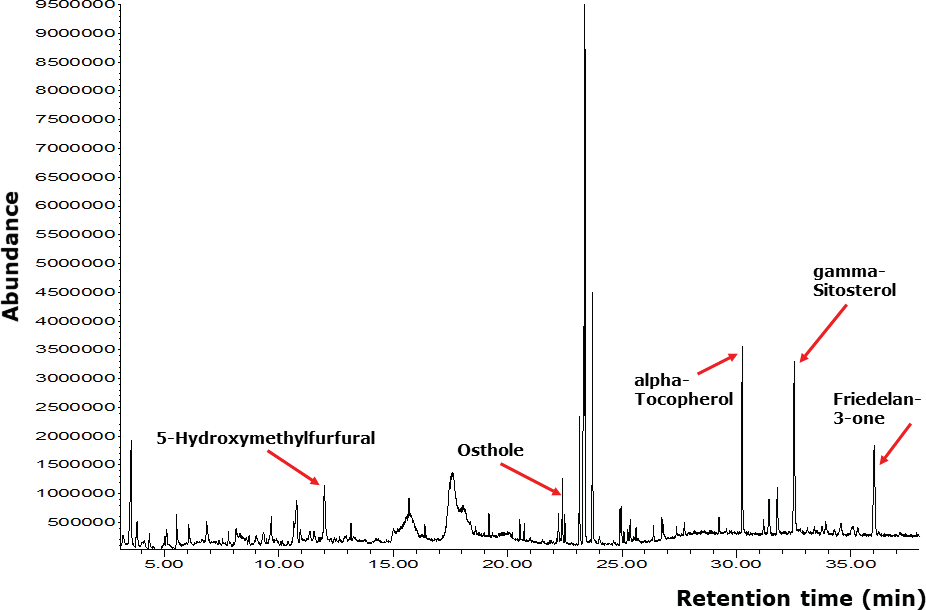 9500000
9000000
8500000
8000000
7500000
7000000
6500000
6000000
5500000
5000000
4500000
4000000
3500000
3000000
2500000
2000000
1500000
1000000
500000
Abundance
5-Hydroxymethylfurfural
Osthole
alpha-
Tocopherol
gamma-
Sitosterol
Friedelan-
3-one
5.00 10.00 15.00 20.00 25.00 30.00 35.00
Retention time (min)